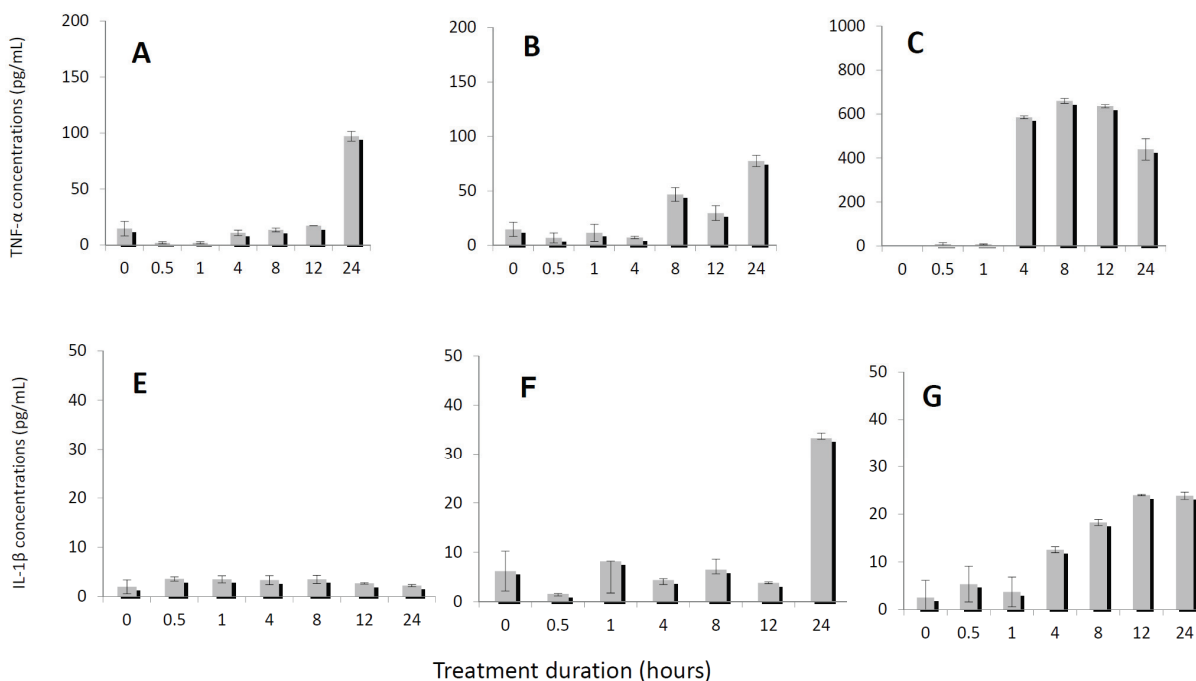 TNF-α concentrations (pg/mL)
A
200
150
100
50
0
0 0.5 1 4 8 12 24
B
200
150
100
50
0
0 0.5 1 4 8 12 24
C
1000
800
600
400
200
0
0 0.5 1 4 8 12 24
IL-1β concentrations (pg/mL)
E
50
40
30
20
10
0
0 0.5 1 4 8 12 24
F
50
40
30
20
10
0
0 0.5 1 4 8 12 24
G
50
40
30
20
10
0
0 0.5 1 4 8 12 24
Treatment duration (hours)